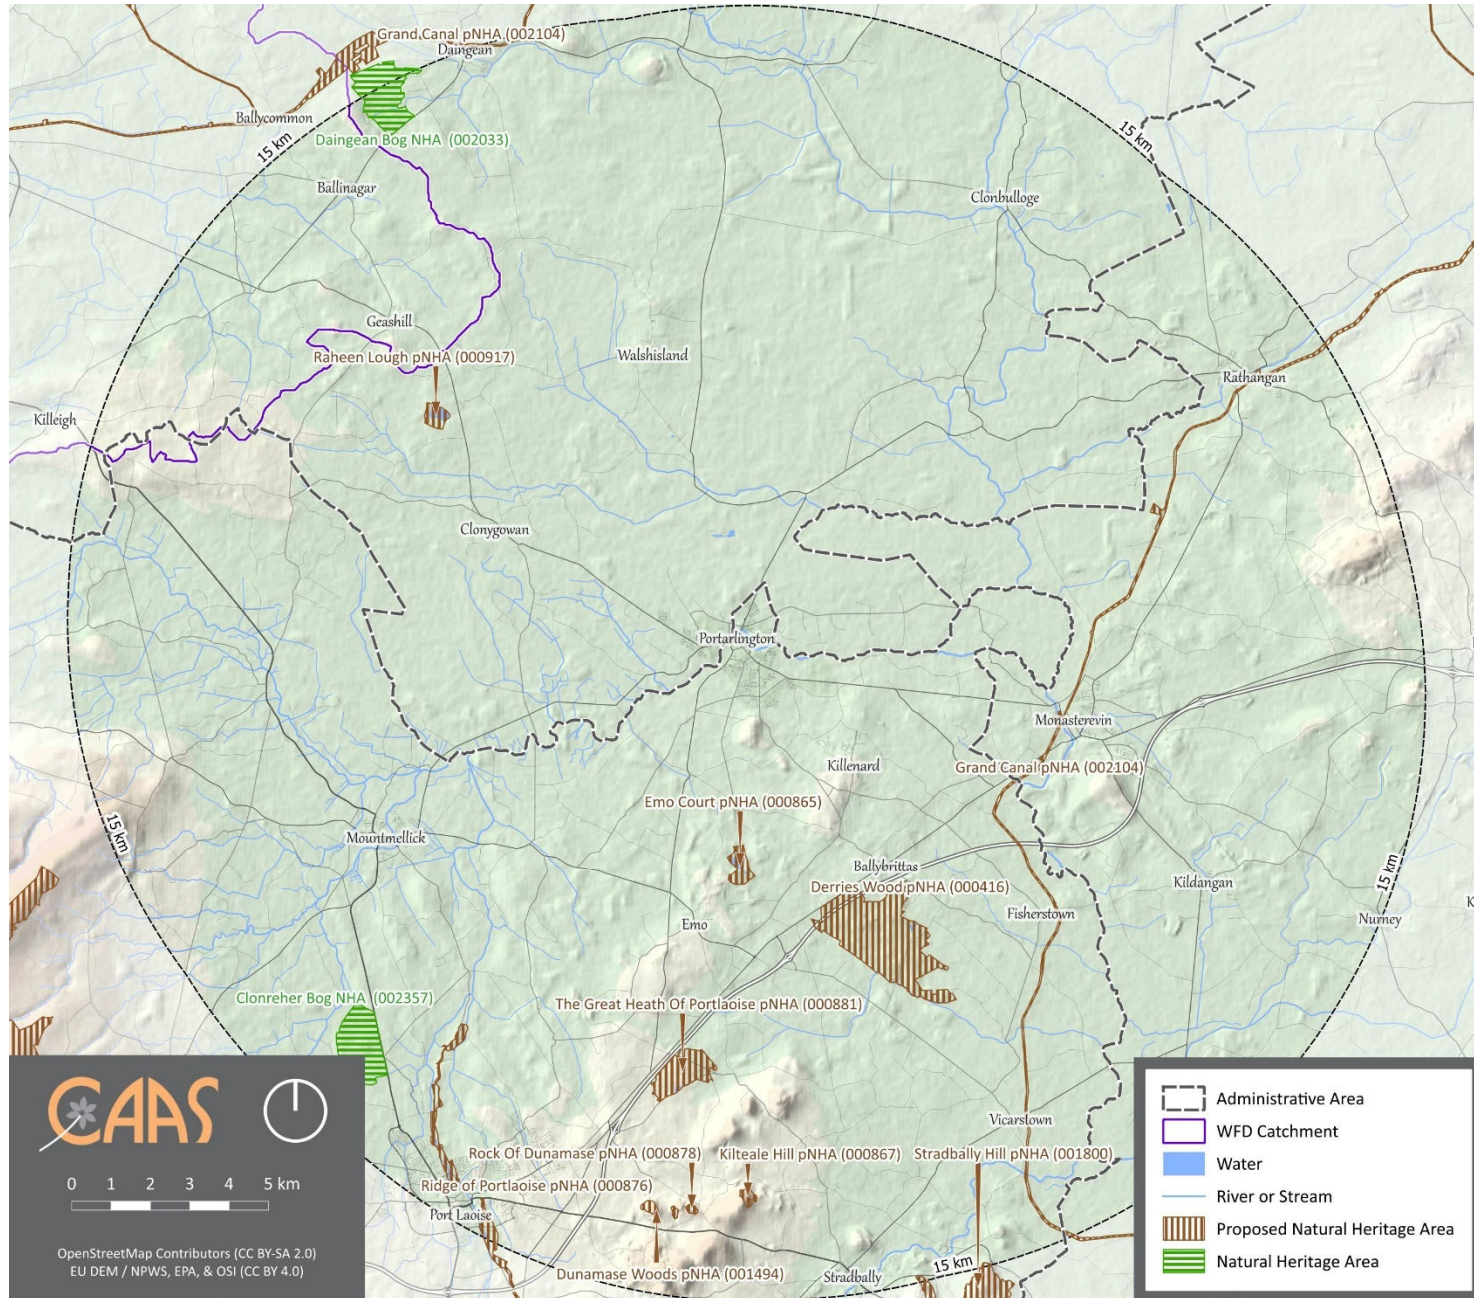 Grand Canal pNHA (002104)
Daingean
Ballycommon
15 km
15 km
Daingean Bog NHA (002033)
Ballinagar
Clonbulloge
Geashill
Raheen Lough pNHA (000917)
Walshisland
Rathangan
Killeigh
Clonygowan
Portarlington
Monasterevin
Killenard
Grand Canal pNHA (002104)
Emo Court pNHA (000865)
15 km
Mountmellick
Ballybrittas
15 km
Derries Wood pNHA (000416)
Kildangan
K
Fisherstown
Nurney
Emo
Clonreher Bog NHA (002357)
The Great Heath Of Portlaoise pNHA (000881)
Vicarstown
Rock Of Dunamase pNHA (000878)
Kilteale Hill pNHA (000867)
Stradbally Hill pNHA (001800)
Ridge of Portlaoise pNHA (000876)
Port Laoise
Dunamase Woods pNHA (001494)
Stradbally
15 km
CAAS
0 1 2 3 4 5 km
OpenStreetMap Contributors (CC BY-SA 2.0)
EU DEM / NPWS, EPA, & OSI (CC BY 4.0)
Administrative Area
WFD Catchment
Water
River or Stream
Proposed Natural Heritage Area
Natural Heritage Area